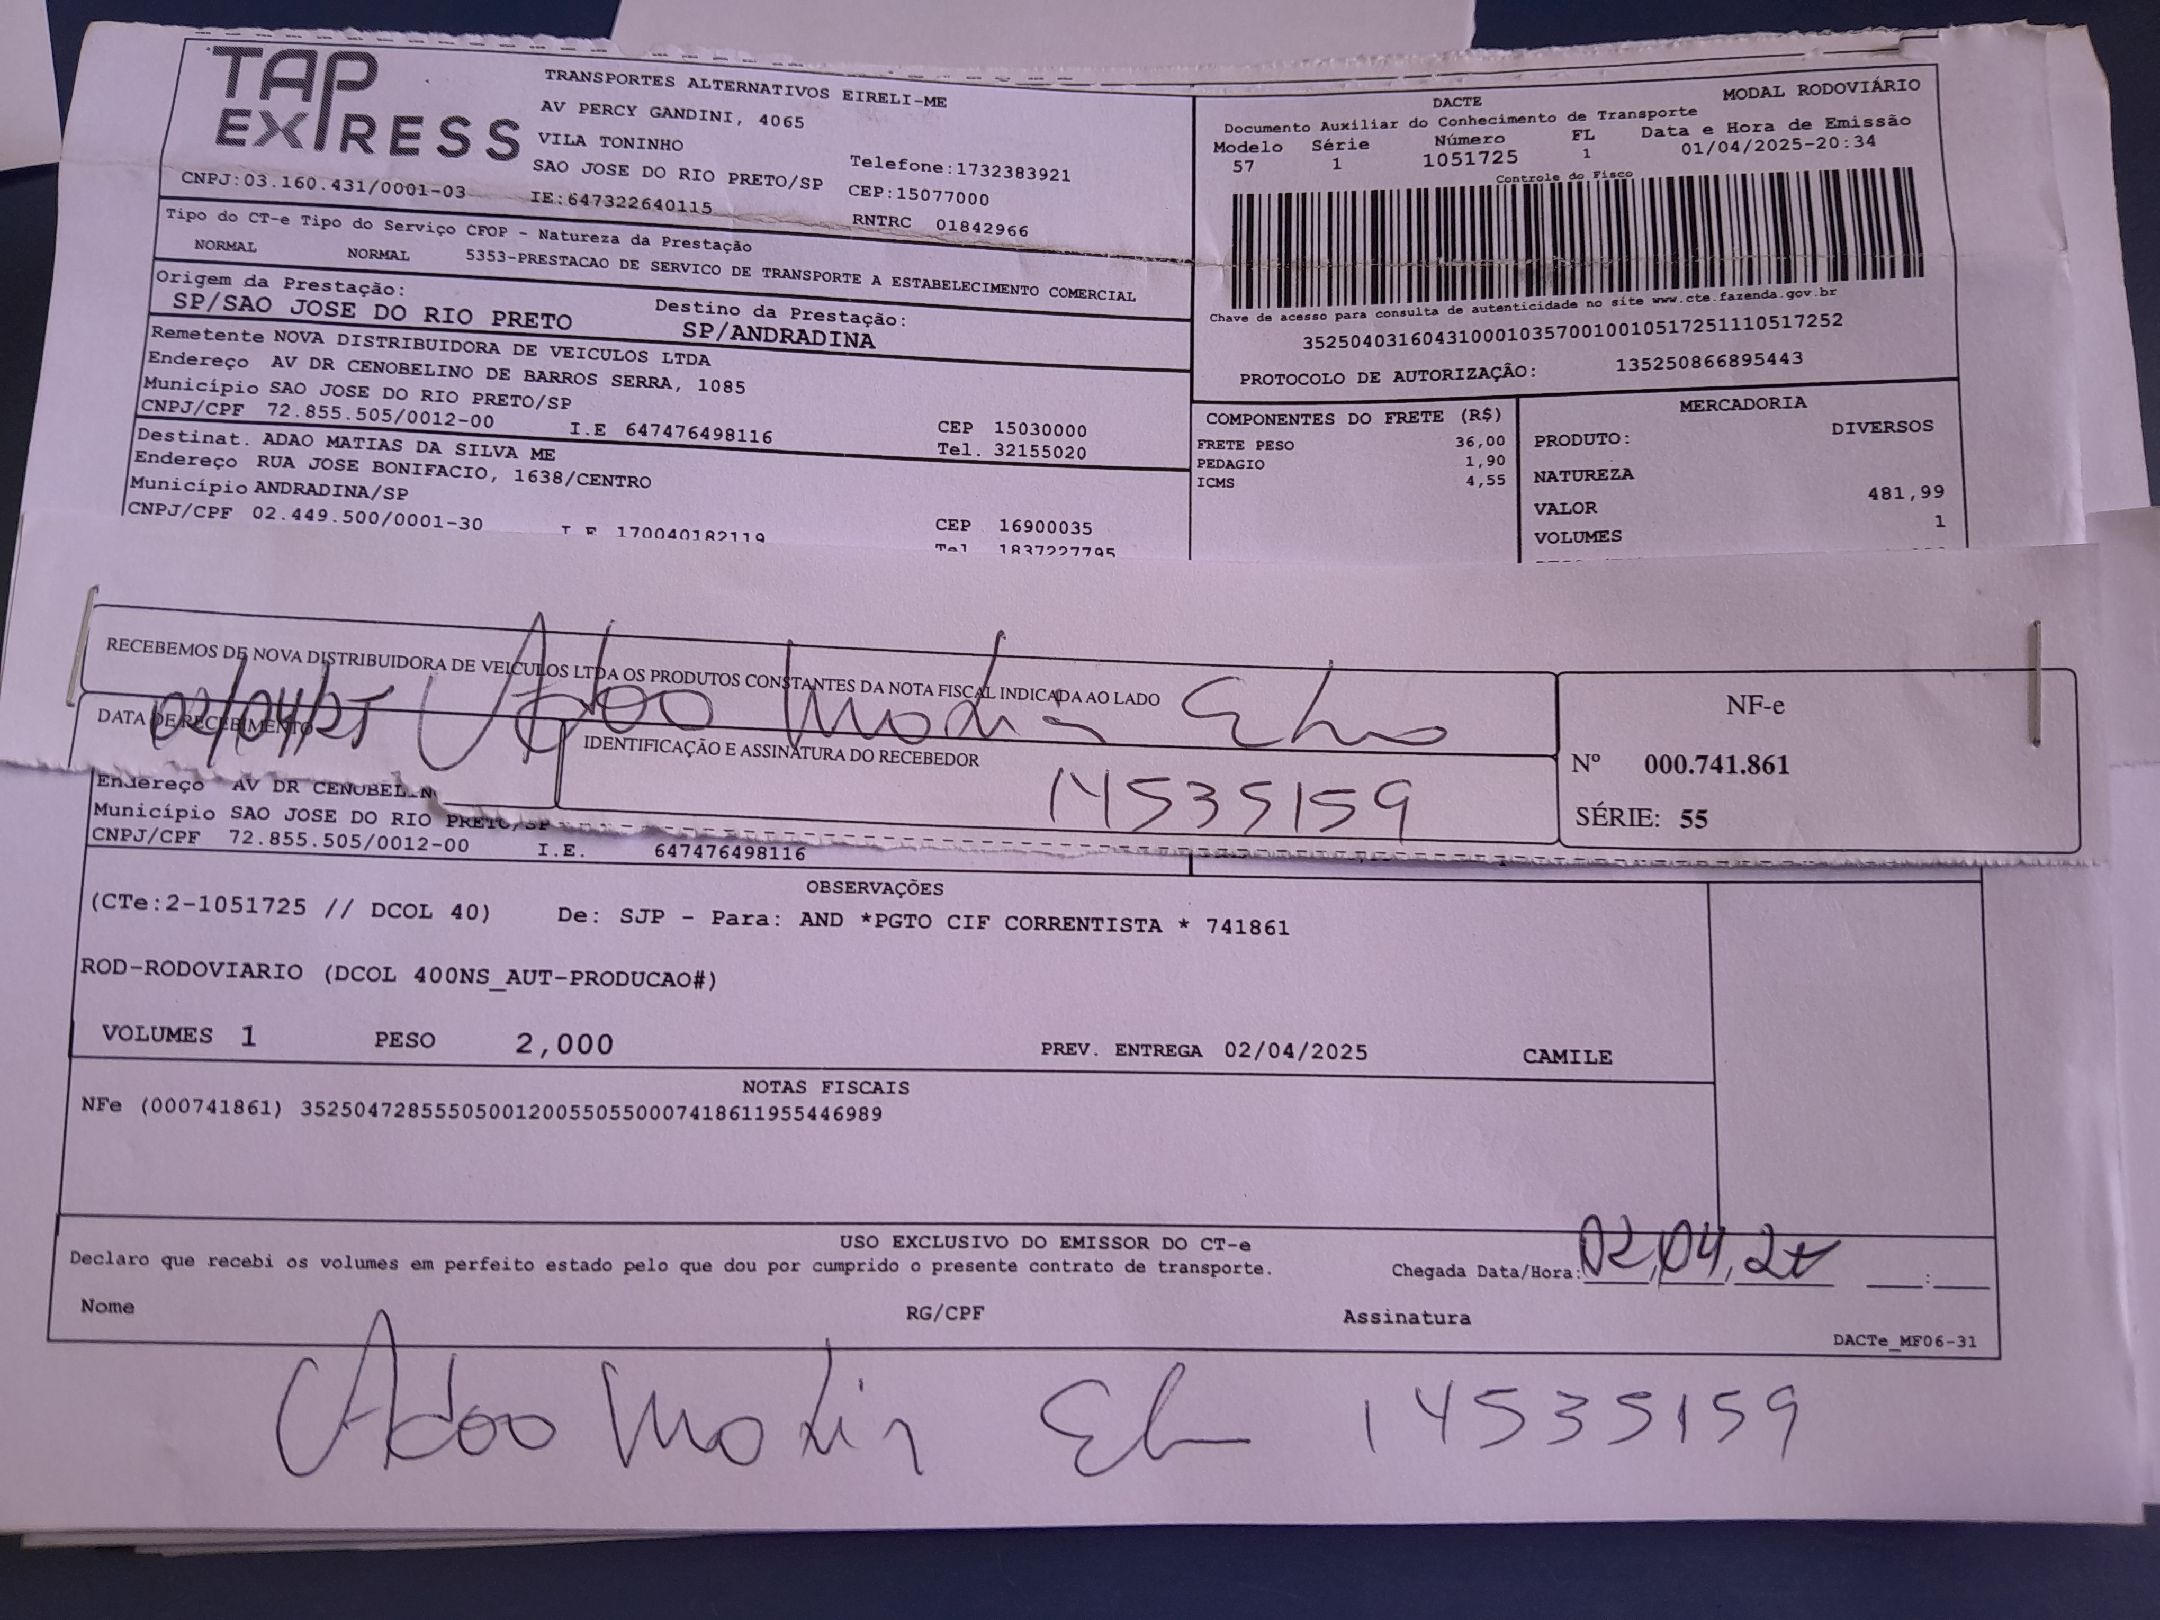 TAP EXPRESS
TRANSPORTES ALTERNATIVOS EIRELI-ME
AV PERCY GANDINI, 4065
VILA TONINHO
SAO JOSE DO RIO PRETO/SP
Telefone:1732383921
CEP:15077000
CNPJ:03.160.431/0001-03 IE:647322640115 RNTRC 01842966
Tipo do CT-e Tipo do Serviço CFOP - Natureza da Prestação
NORMAL NORMAL 5353-PRESTACAO DE SERVICO DE TRANSPORTE A ESTABELECIMENTO COMERCIAL
Origem da Prestação: Destino da Prestação:
SP/SAO JOSE DO RIO PRETO SP/ANDRADINA
Remetente NOVA DISTRIBUIDORA DE VEICULOS LTDA
Endereço AV DR CENOBELINO DE BARROS SERRA, 1085
Município SAO JOSE DO RIO PRETO/SP CEP 15030000
CNPJ/CPF 72.855.505/0012-00 I.E 647476498116 Tel. 32155020
Destinat. ADAO MATIAS DA SILVA ME
Endereço RUA JOSE BONIFACIO, 1638/CENTRO
Município ANDRADINA/SP CEP 16900035
CNPJ/CPF 02.449.500/0001-30 I E 170040182119 Tel 1837227795
DACTE MODAL RODOVIÁRIO
Documento Auxiliar do Conhecimento de Transporte
Modelo Série Número FL Data e Hora de Emissão
57 1 1051725 1 01/04/2025-20:34
Controle do Fisco
Chave de acesso para consulta de autenticidade no site www.cte.fazenda.gov.br
35250403160431000103570010010517251110517252
PROTOCOLO DE AUTORIZAÇÃO: 135250866895443
COMPONENTES DO FRETE (R$)
FRETE PESO 36,00
PEDAGIO 1,90
ICMS 4,55
MERCADORIA
PRODUTO: DIVERSOS
NATUREZA
VALOR 481,99
VOLUMES 1
RECEBEMOS DE NOVA DISTRIBUIDORA DE VEICULOS LTDA OS PRODUTOS CONSTANTES DA NOTA FISCAL INDICADA AO LADO
02/04/25 Adao Matia
DATA DE RECEBIMENTO
IDENTIFICAÇÃO E ASSINATURA DO RECEBEDOR
14535159
NF-e
Nº 000.741.861
SÉRIE: 55
Endereço AV DR CENOBELIN
Município SAO JOSE DO RIO PRETO/SP
CNPJ/CPF 72.855.505/0012-00 I.E. 647476498116
OBSERVAÇÕES
(CTe:2-1051725 // DCOL 40) De: SJP - Para: AND *PGTO CIF CORRENTISTA * 741861
ROD-RODOVIARIO (DCOL 400NS_AUT-PRODUCAO#)
VOLUMES 1 PESO 2,000 PREV. ENTREGA 02/04/2025 CAMILE
NOTAS FISCAIS
NFe (000741861) 35250472855505001200550550007418611955446989
USO EXCLUSIVO DO EMISSOR DO CT-e
Declaro que recebi os volumes em perfeito estado pelo que dou por cumprido o presente contrato de transporte. Chegada Data/Hora: 02,04,25 :
Nome RG/CPF Assinatura
DACTe_MF06-31
Adao Matia 14535159